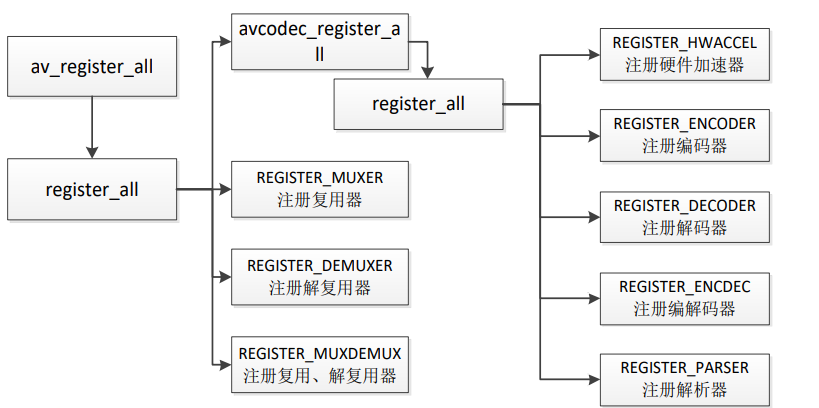 av_register_all
register_all
avcodec_register_a
ll
register_all
REGISTER_MUXER
注册复用器
REGISTER_DEMUXER
注册解复用器
REGISTER_MUXDEMUX
注册复用、解复用器
REGISTER_HWACCEL
注册硬件加速器
REGISTER_ENCODER
注册编码器
REGISTER_DECODER
注册解码器
REGISTER_ENCDEC
注册编解码器
REGISTER_PARSER
注册解析器